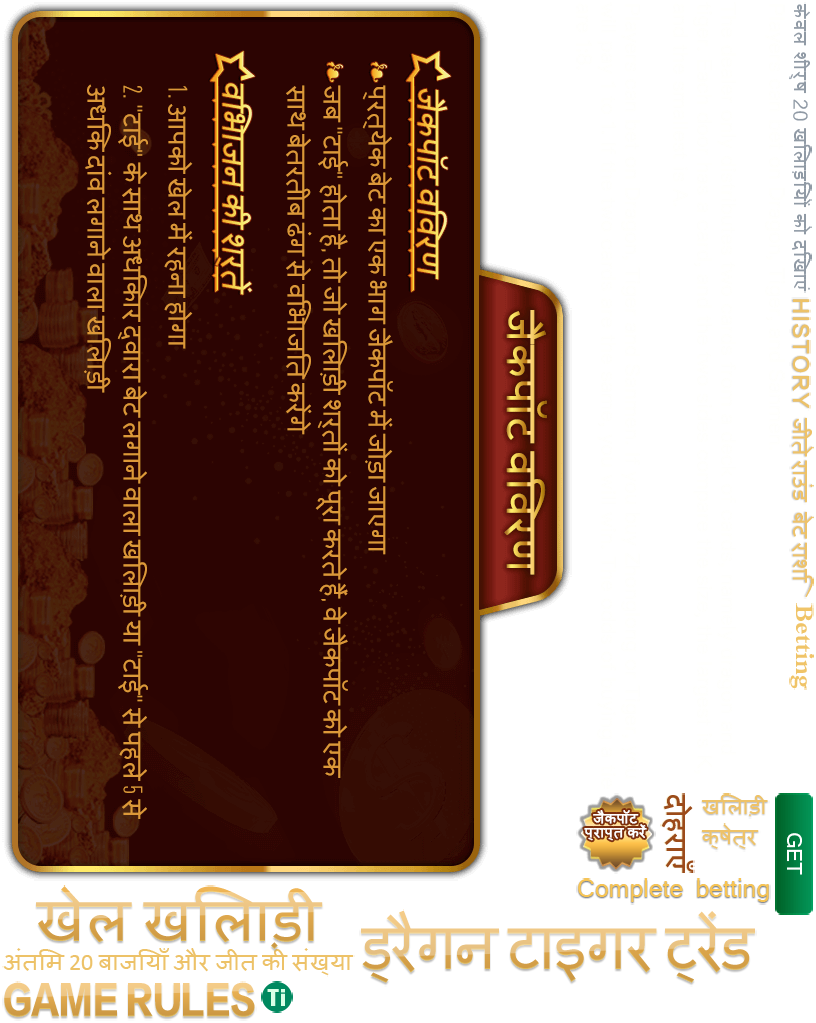 जैकपॉट विवरण
जैकपॉट विवरण
प्रत्येक बेट का एक भाग जैकपॉट में जोड़ा जाएगा
जब "टाई" होता है, तो जो खिलाड़ी शर्तों को पूरा करते हैं, वे जैकपॉट को एक
साथ बेतरतीब ढंग से विभाजित करेंगे
विभाजन की शर्तें
1. आपको खेल में रहना होगा
2. "टाई" के साथ अधिकार द्वारा बेट लगाने वाला खिलाड़ी या "टाई" से पहले 5 से
अधिक दांव लगाने वाला खिलाड़ी
केवल शीर्ष 20 खिलाड़ियों को दिखाएं
HISTORY
जीते राउंड
बेट राशि
Betting
जैकपॉट
प्राप्त करें
दोहराएँ
खिलाड़ी
क्षेत्र
GET
Complete betting
खेल खिलाड़ी
अंतिम 20 बाजियाँ और जीत की संख्या
ड्रैगन टाइगर ट्रेंड
GAME RULES
Ti